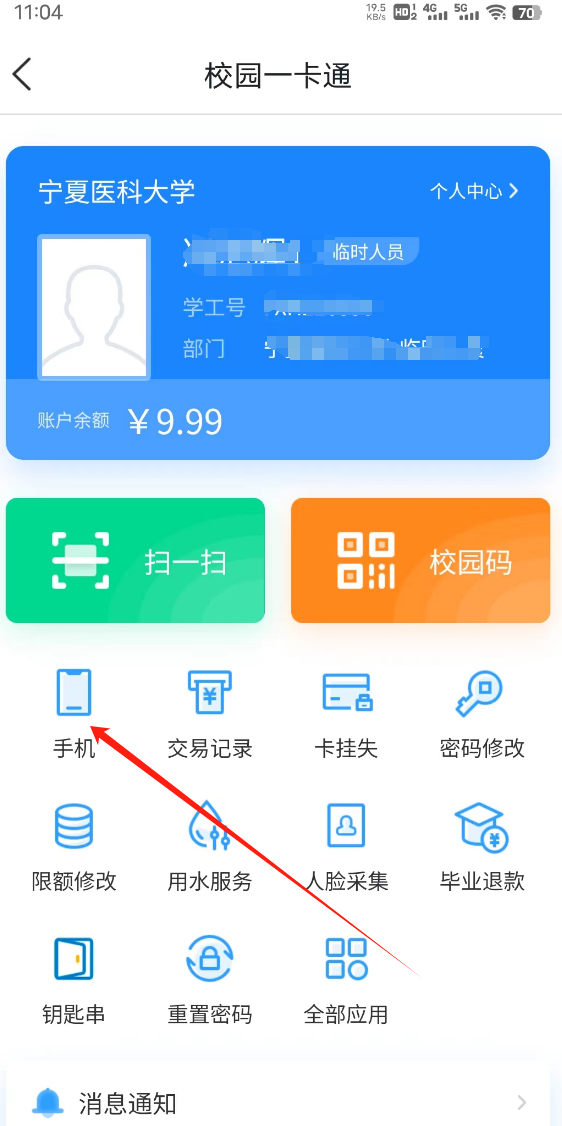 11:04 19.5 KB/s HD 1 2 4G 5G 70
校园一卡通
宁夏医科大学 个人中心
临时人员
学工号
部门
账户余额 ￥9.99
扫一扫 校园码
手机 交易记录 卡挂失 密码修改
限额修改 用水服务 人脸采集 毕业退款
钥匙串 重置密码 全部应用
消息通知